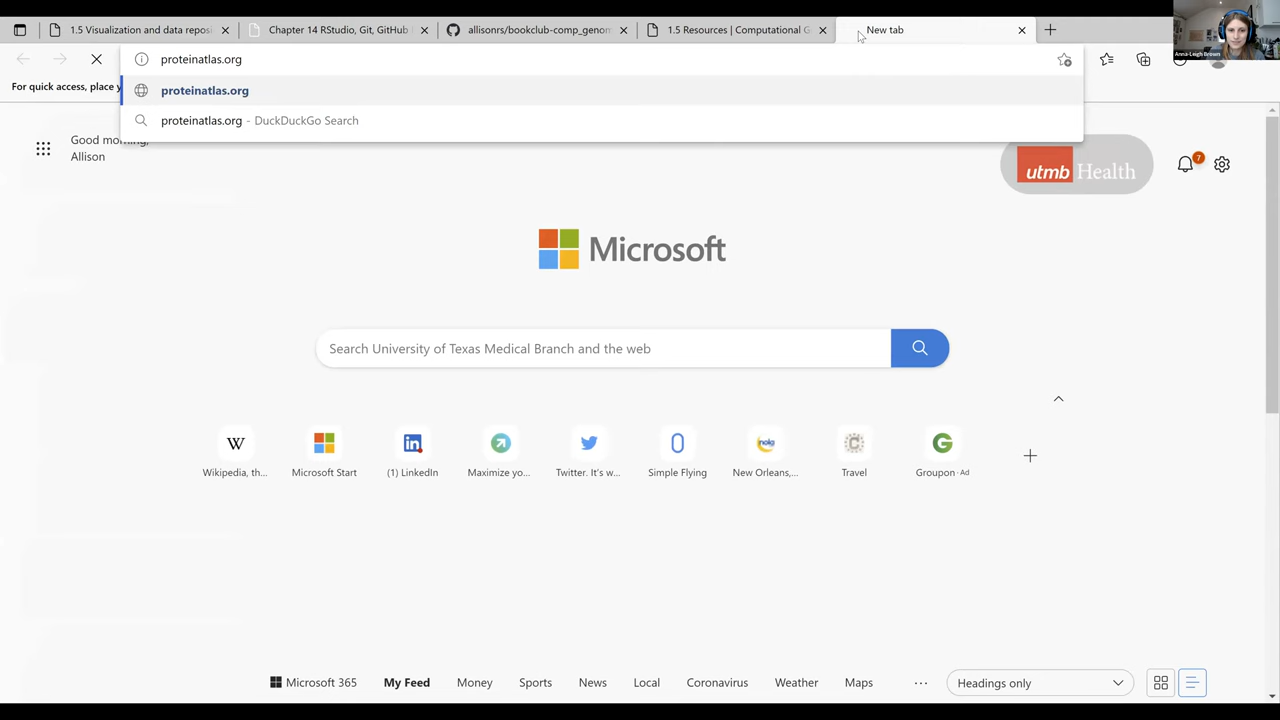 1.5 Visualization and data reposi
Chapter 14 RStudio, Git, GitHub
allisonrs/bookclub-comp_genom
1.5 Resources | Computational G
New tab
Anna-Leigh Brown
proteinatlas.org
For quick access, place y
proteinatlas.org
proteinatlas.org - DuckDuckGo Search
Good morning,
Allison
utmb Health
7
Microsoft
Search University of Texas Medical Branch and the web
Wikipedia, th...
Microsoft Start
(1) LinkedIn
Maximize yo...
Twitter. It's w...
Simple Flying
New Orleans,...
Travel
Groupon · Ad
Microsoft 365
My Feed
Money
Sports
News
Local
Coronavirus
Weather
Maps
...
Headings only